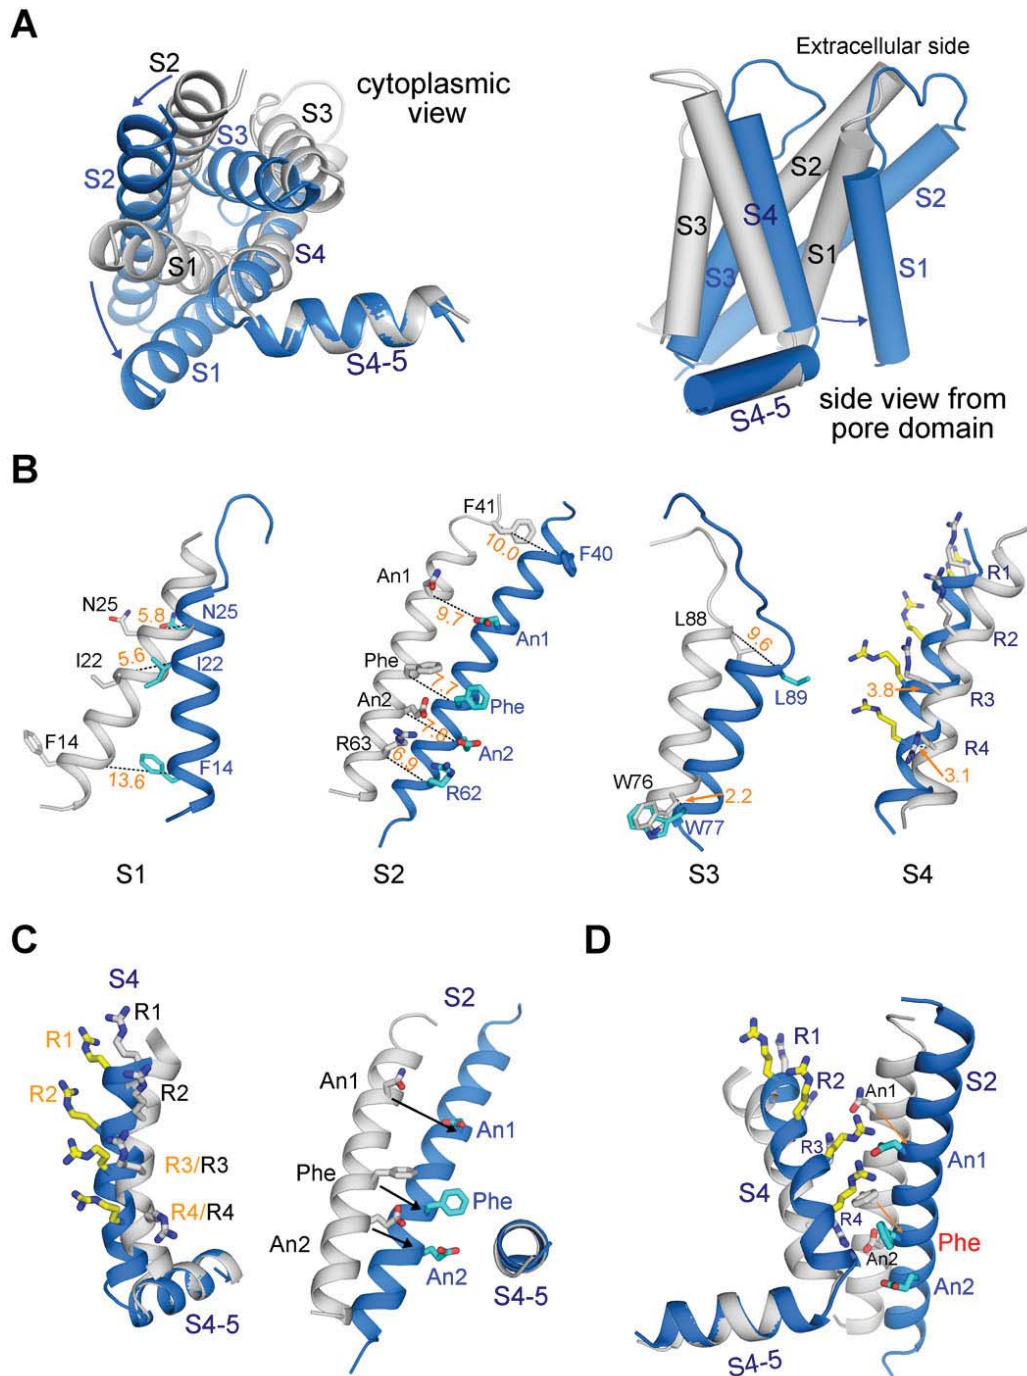 A
S2
S3
cytoplasmic
view
S3
S2
S1
S4
S1
S4-5
Extracellular side
S2
S3
S4
S1
S2
S3
S1
S4-5
side view from
pore domain
B
N25
5.8
N25
5.6
I22
I22
F14
13.6
F14
S1
F41
10.0
F40
An1
9.7
An1
Phe
7.7
Phe
An2
7.8
An2
R63
6.9
R62
S2
L88
9.6
L89
W76
2.2
W77
S3
R1
R2
R3
3.8
R4
3.1
S4
C
S4
R1
R1
R2
R2
R3/R3
R4/R4
S4-5
S2
An1
An1
Phe
Phe
An2
An2
S4-5
D
R1
R2
An1
S2
R3
An1
S4
R4
Phe
An2
An2
S4-5